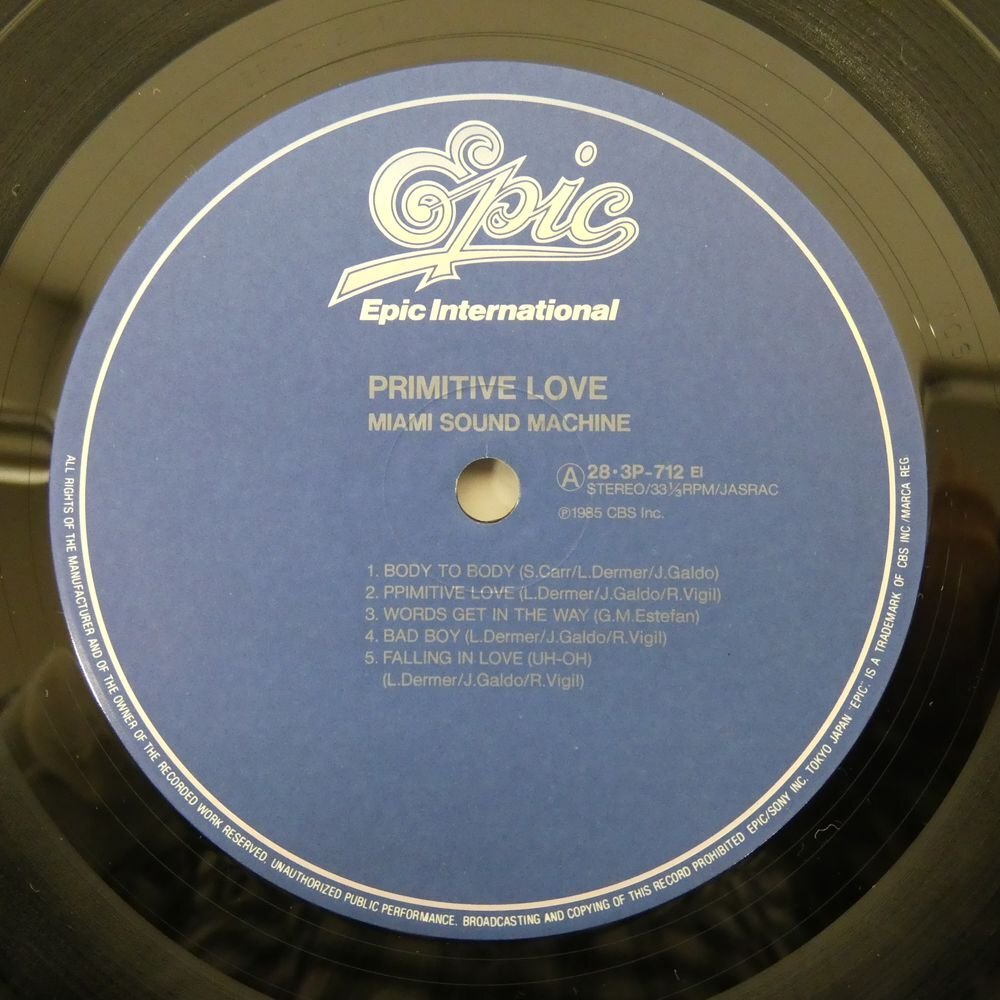 Epic
Epic International
PRIMITIVE LOVE
MIAMI SOUND MACHINE
A 28・3P-712 EI
STEREO/33⅓RPM/JASRAC
Ⓟ1985 CBS Inc.
1. BODY TO BODY (S.Carr/L.Dermer/J.Galdo)
2. PPIMITIVE LOVE (L.Dermer/J.Galdo/R.Vigil)
3. WORDS GET IN THE WAY (G.M.Estefan)
4. BAD BOY (L.Dermer/J.Galdo/R.Vigil)
5. FALLING IN LOVE (UH-OH)
(L.Dermer/J.Galdo/R.Vigil)
ALL RIGHTS OF THE MANUFACTURER AND OF THE OWNER OF THE RECORDED WORK RESERVED. UNAUTHORIZED PUBLIC PERFORMANCE. BROADCASTING AND COPYING OF THIS RECORD PROHIBITED EPIC/SONY INC. TOKYO JAPAN "EPIC" IS A TRADEMARK OF CBS INC /MARCA REG